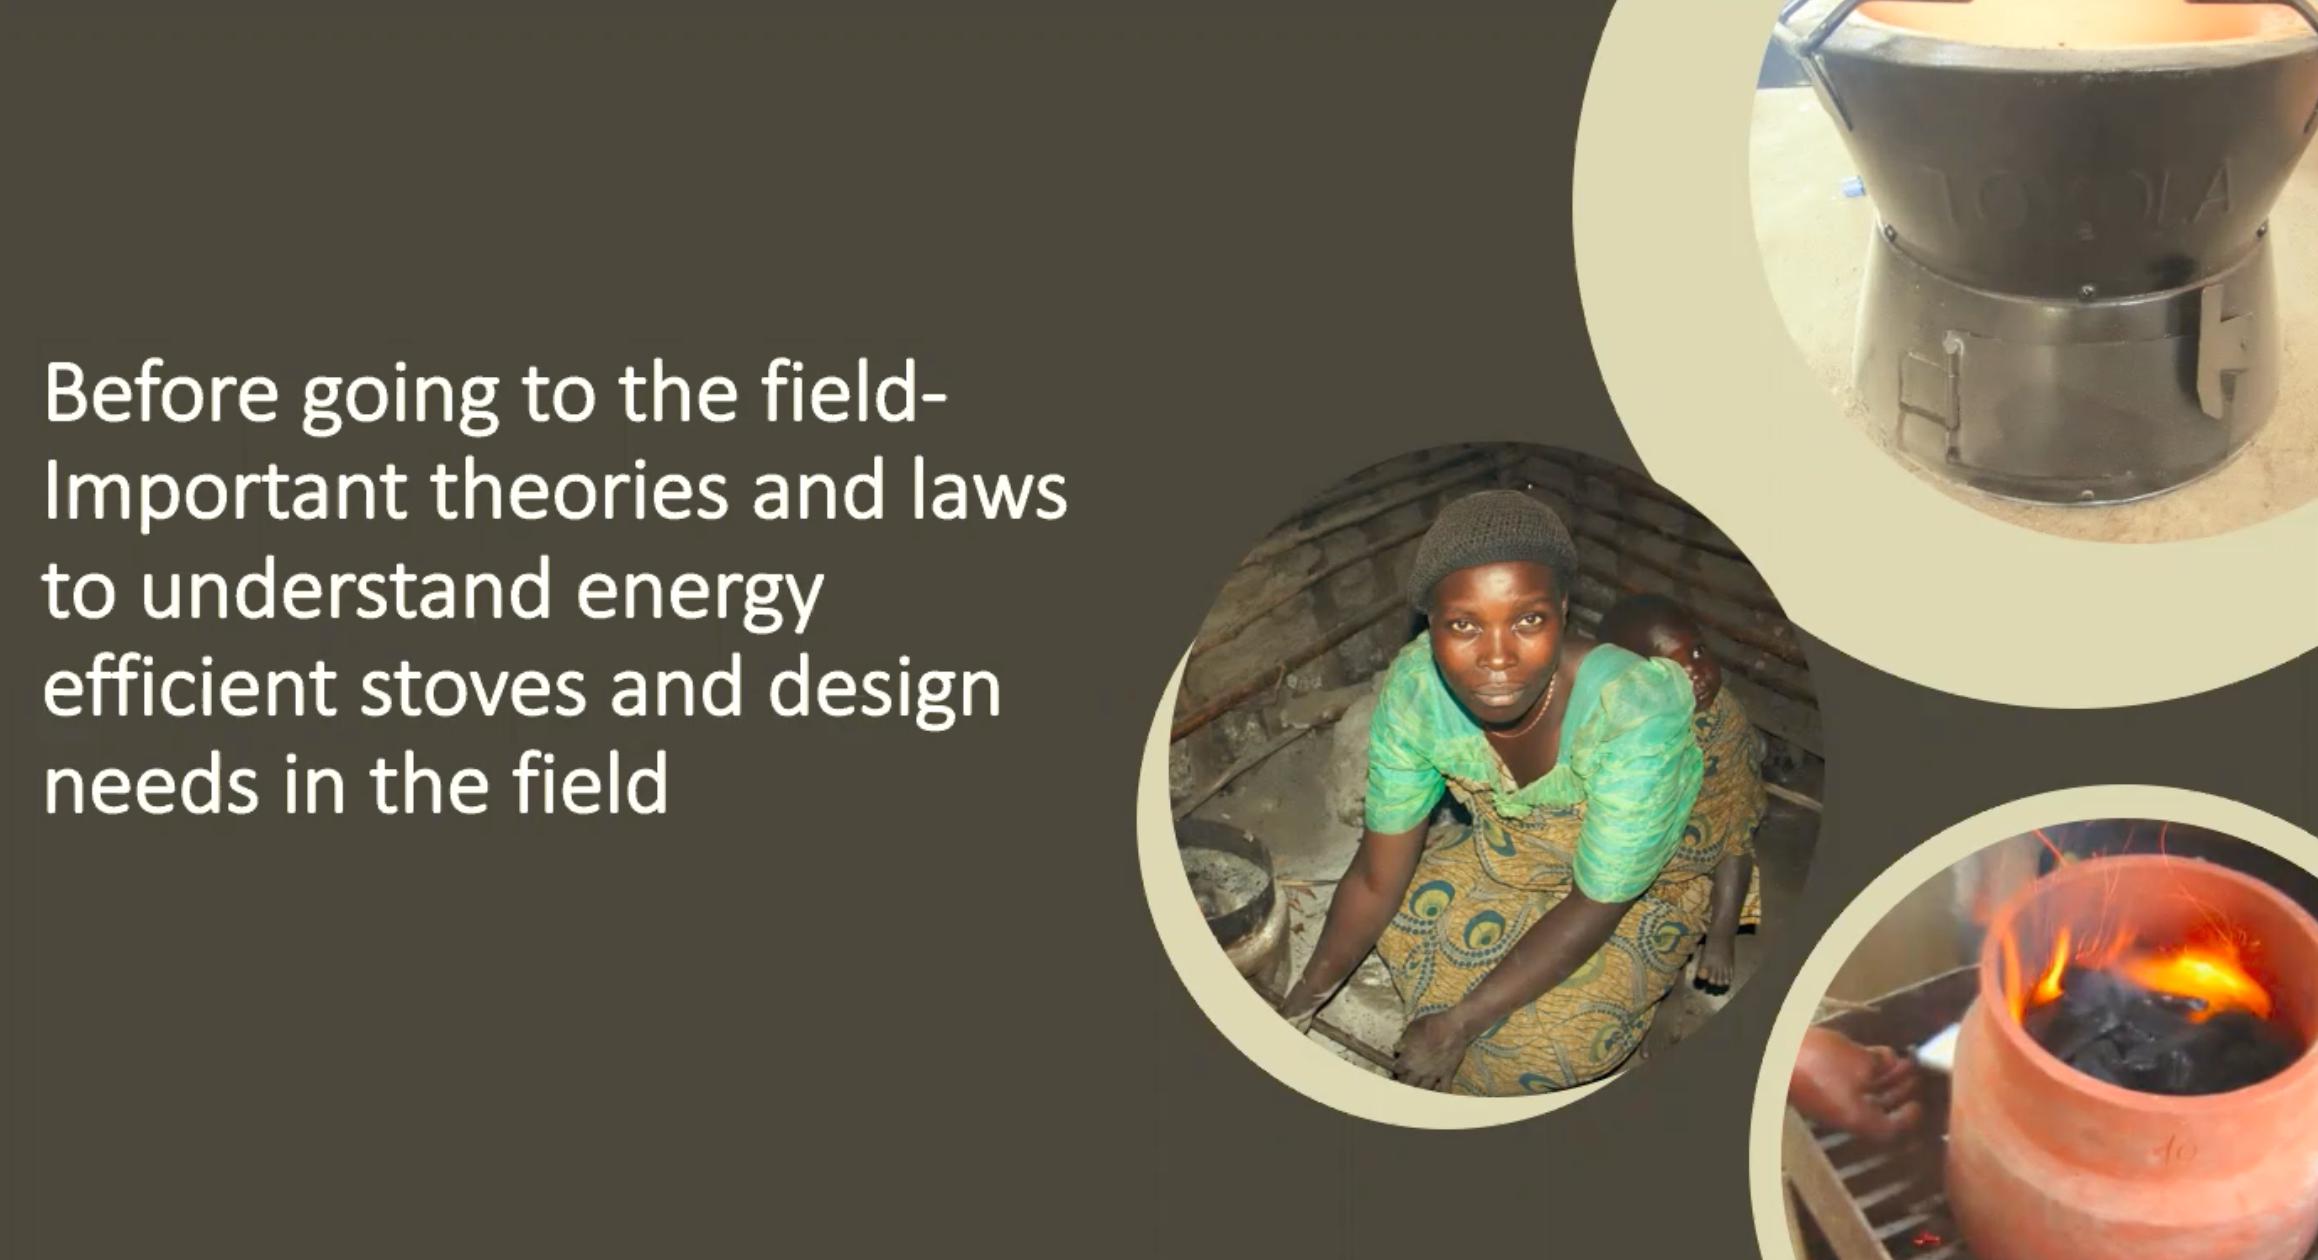 Before going to the field-
Important theories and laws
to understand energy
efficient stoves and design
needs in the field